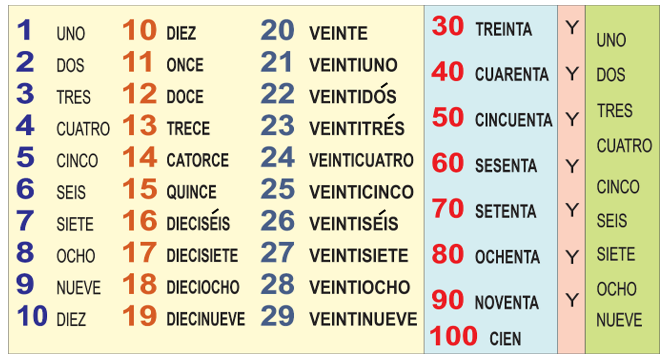 1 UNO
2 DOS
3 TRES
4 CUATRO
5 CINCO
6 SEIS
7 SIETE
8 OCHO
9 NUEVE
10 DIEZ
10 DIEZ
11 ONCE
12 DOCE
13 TRECE
14 CATORCE
15 QUINCE
16 DIECISÉIS
17 DIECISIETE
18 DIECIOCHO
19 DIECINUEVE
20 VEINTE
21 VEINTIUNO
22 VEINTIDÓS
23 VEINTITRÉS
24 VEINTICUATRO
25 VEINTICINCO
26 VEINTISÉIS
27 VEINTISIETE
28 VEINTIOCHO
29 VEINTINUEVE
30 TREINTA Y
40 CUARENTA Y
50 CINCUENTA Y
60 SESENTA Y
70 SETENTA Y
80 OCHENTA Y
90 NOVENTA Y
100 CIEN
UNO
DOS
TRES
CUATRO
CINCO
SEIS
SIETE
OCHO
NUEVE